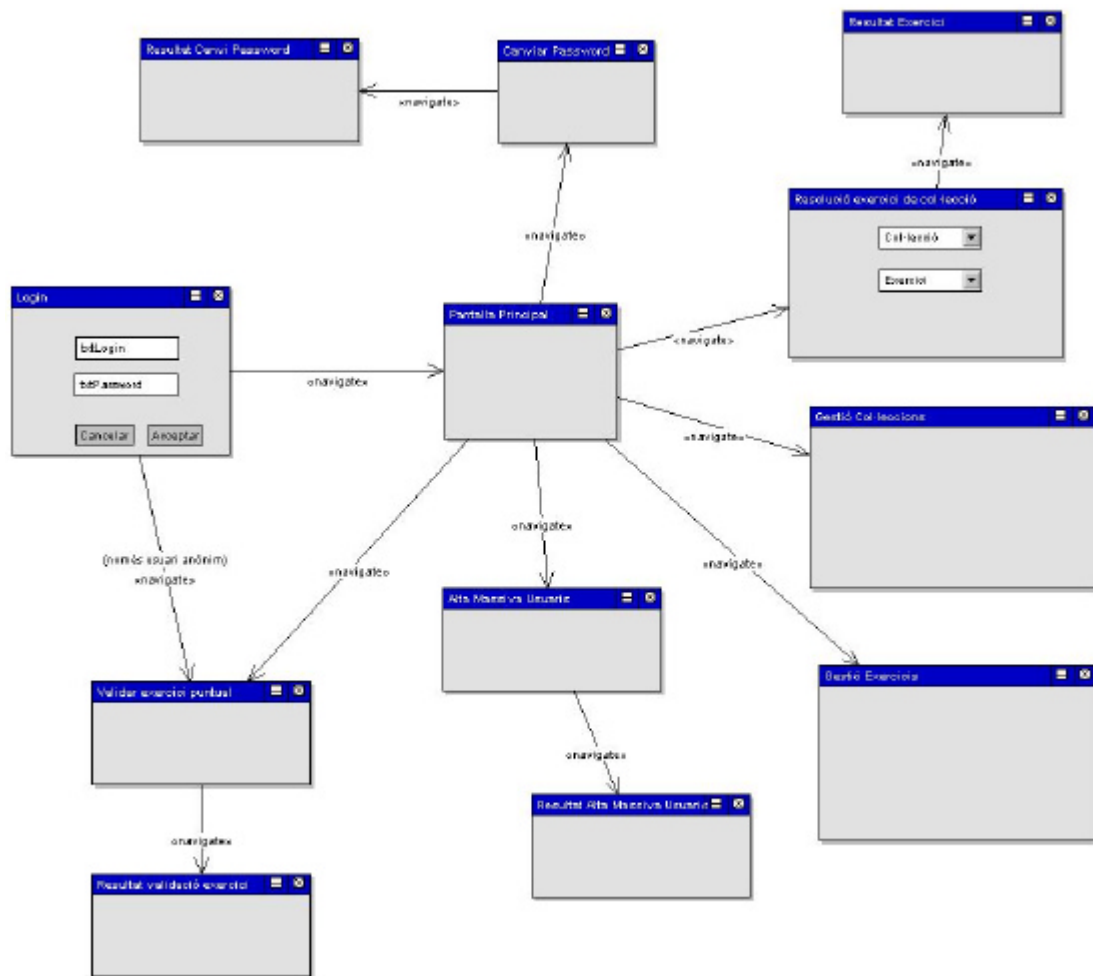 Resultat Exercici
Resultat Canvi Password
Canviar Password
«navigate»
«navigate»
Resolució exercici de col·lecció
Col·lecció
«navigate»
Exercici
Login
Pantalla Principal
txtLogin
«navigate»
txtPassword
«navigate»
Gestió Col·leccions
Cancelar
Acceptar
«navigate»
«navigate»
(només usuari anònim)
«navigate»
«navigate»
«navigate»
Alta Massiva Usuaris
Gestió Exercicis
Validar exercici puntual
«navigate»
Resultat Alta Massiva Usuaris
«navigate»
Resultat validació exercici